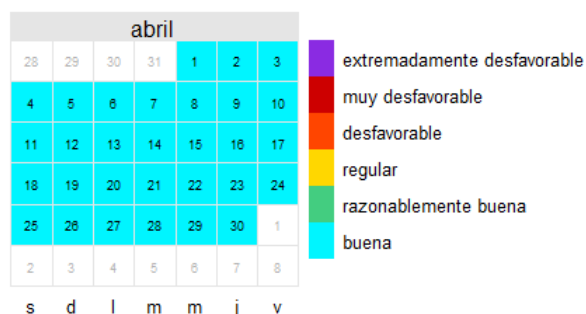 abril
28 29 30 31 1 2 3
4 5 6 7 8 9 10
11 12 13 14 15 16 17
18 19 20 21 22 23 24
25 26 27 28 29 30 1
2 3 4 5 6 7 8
s d l m m i v
extremadamente desfavorable
muy desfavorable
desfavorable
regular
razonablemente buena
buena